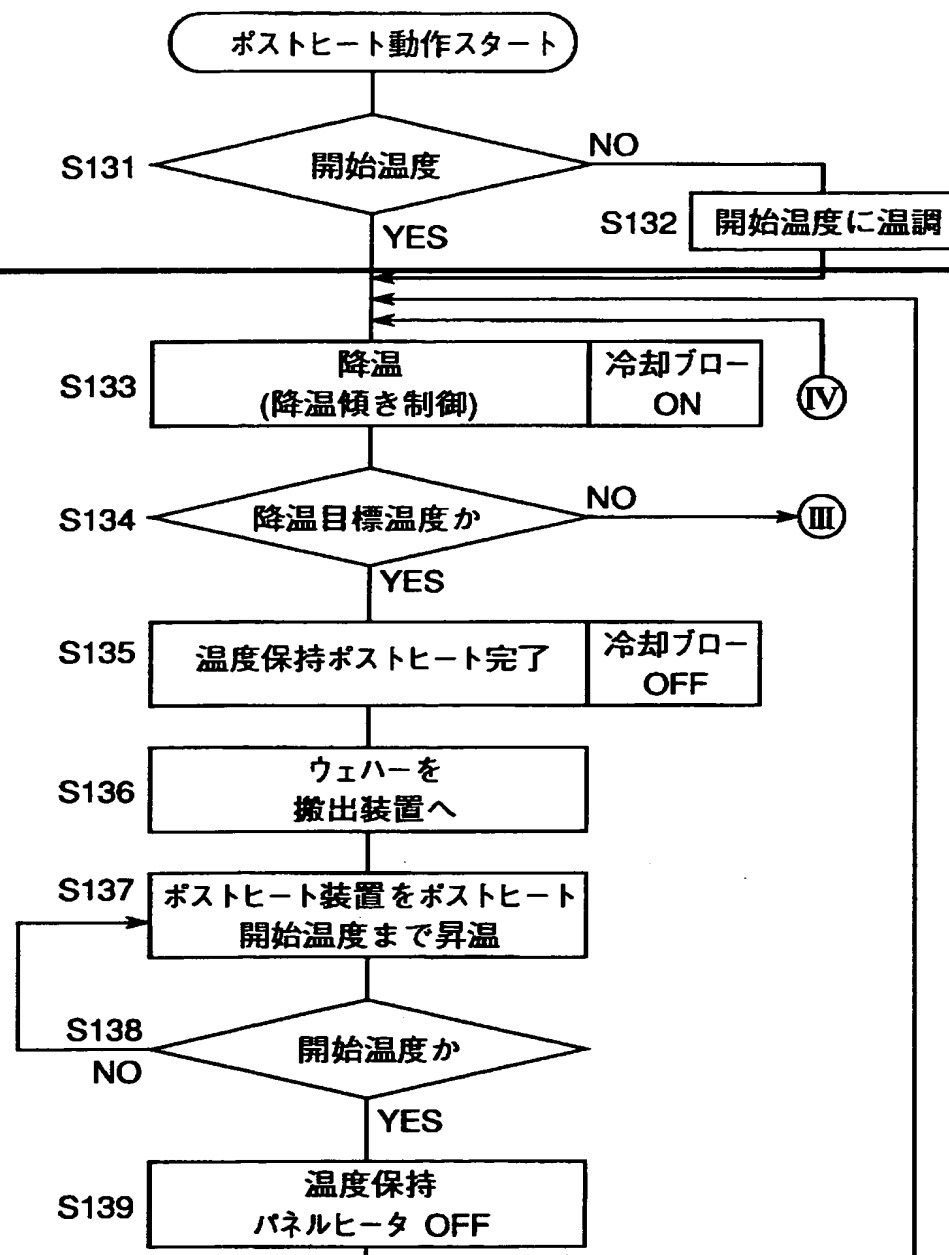 ポストヒート動作スタート
S131
開始温度
NO
YES
S132
開始温度に温調
S133
降温
(降温傾き制御)
冷却ブロー
ON
Ⅳ
S134
降温目標温度か
NO
Ⅲ
YES
S135
温度保持ポストヒート完了
冷却ブロー
OFF
S136
ウェハーを
搬出装置へ
S137
ポストヒート装置をポストヒート
開始温度まで昇温
S138
開始温度か
NO
YES
S139
温度保持
パネルヒータ OFF